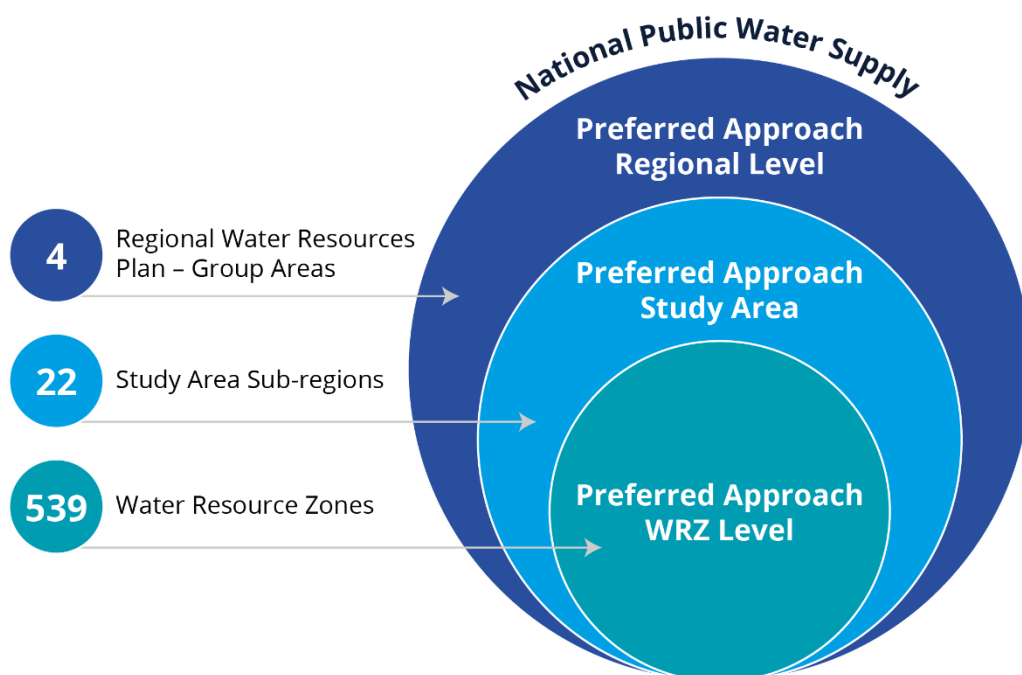 National Public Water Supply
Preferred Approach
Regional Level
4
Regional Water Resources
Plan – Group Areas
Preferred Approach
Study Area
22
Study Area Sub-regions
539
Water Resource Zones
Preferred Approach
WRZ Level